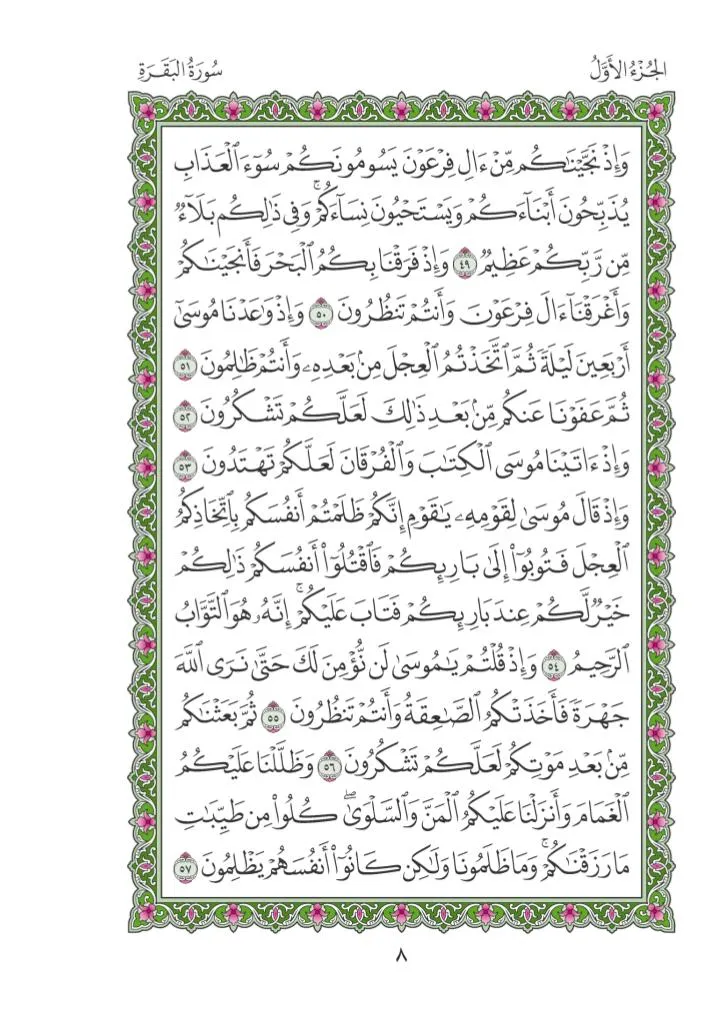 الجُزْءُ الأَوَّلُ
سُورَةُ البَقَرَةِ
وَإِذْ نَجَّيْنَٰكُم مِّنْ ءَالِ فِرْعَوْنَ يَسُومُونَكُمْ سُوٓءَ ٱلْعَذَابِ
يُذَبِّحُونَ أَبْنَآءَكُمْ وَيَسْتَحْيُونَ نِسَآءَكُمْ ۚ وَفِى ذَٰلِكُم بَلَآءٌ
مِّن رَّبِّكُمْ عَظِيمٌ ٤٩ وَإِذْ فَرَقْنَا بِكُمُ ٱلْبَحْرَ فَأَنجَيْنَٰكُمْ
وَأَغْرَقْنَآ ءَالَ فِرْعَوْنَ وَأَنتُمْ تَنظُرُونَ ٥٠ وَإِذْ وَٰعَدْنَا مُوسَىٰٓ
أَرْبَعِينَ لَيْلَةً ثُمَّ ٱتَّخَذْتُمُ ٱلْعِجْلَ مِنۢ بَعْدِهِۦ وَأَنتُمْ ظَٰلِمُونَ ٥١
ثُمَّ عَفَوْنَا عَنكُم مِّنۢ بَعْدِ ذَٰلِكَ لَعَلَّكُمْ تَشْكُرُونَ ٥٢
وَإِذْ ءَاتَيْنَا مُوسَى ٱلْكِتَٰبَ وَٱلْفُرْقَانَ لَعَلَّكُمْ تَهْتَدُونَ ٥٣
وَإِذْ قَالَ مُوسَىٰ لِقَوْمِهِۦ يَٰقَوْمِ إِنَّكُمْ ظَلَمْتُمْ أَنفُسَكُم بِٱتِّخَاذِكُمُ
ٱلْعِجْلَ فَتُوبُوٓا۟ إِلَىٰ بَارِئِكُمْ فَٱقْتُلُوٓا۟ أَنفُسَكُمْ ذَٰلِكُمْ
خَيْرٌ لَّكُمْ عِندَ بَارِئِكُمْ فَتَابَ عَلَيْكُمْ ۚ إِنَّهُۥ هُوَ ٱلتَّوَّابُ
ٱلرَّحِيمُ ٥٤ وَإِذْ قُلْتُمْ يَٰمُوسَىٰ لَن نُّؤْمِنَ لَكَ حَتَّىٰ نَرَى ٱللَّهَ
جَهْرَةً فَأَخَذَتْكُمُ ٱلصَّٰعِقَةُ وَأَنتُمْ تَنظُرُونَ ٥٥ ثُمَّ بَعَثْنَٰكُم
مِّنۢ بَعْدِ مَوْتِكُمْ لَعَلَّكُمْ تَشْكُرُونَ ٥٦ وَظَلَّلْنَا عَلَيْكُمُ
ٱلْغَمَامَ وَأَنزَلْنَا عَلَيْكُمُ ٱلْمَنَّ وَٱلسَّلْوَىٰ ۖ كُلُوا۟ مِن طَيِّبَٰتِ
مَا رَزَقْنَٰكُمْ ۚ وَمَا ظَلَمُونَا وَلَٰكِن كَانُوٓا۟ أَنفُسَهُمْ يَظْلِمُونَ ٥٧
٨